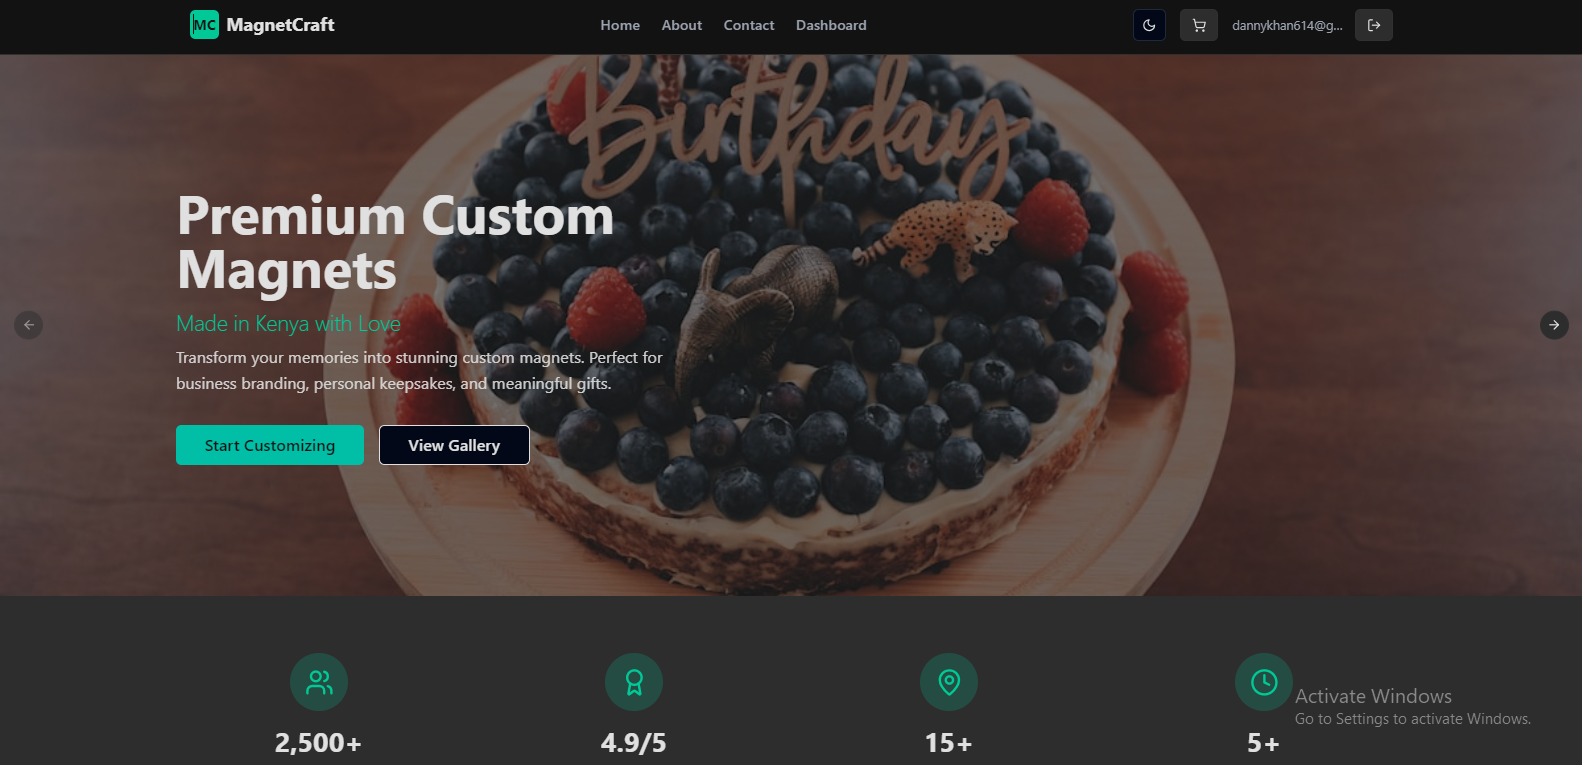 MC MagnetCraft
Home About Contact Dashboard
dannykhan614@g...
Birthday
Premium Custom
Magnets
Made in Kenya with Love
Transform your memories into stunning custom magnets. Perfect for
business branding, personal keepsakes, and meaningful gifts.
Start Customizing View Gallery
2,500+ 4.9/5 15+ 5+
Activate Windows
Go to Settings to activate Windows.